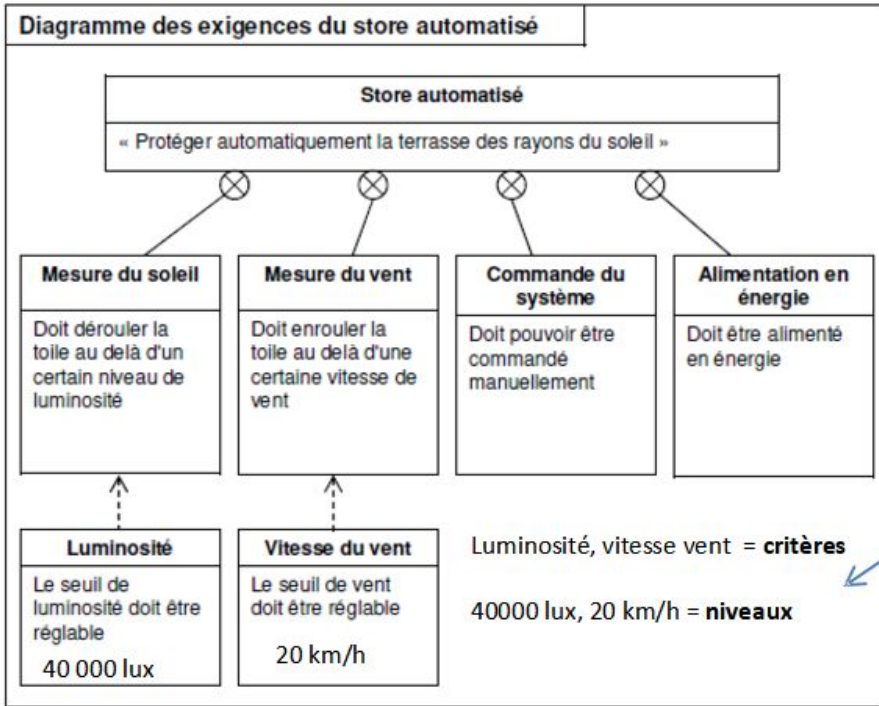 Diagramme des exigences du store automatisé
Store automatisé
« Protéger automatiquement la terrasse des rayons du soleil »
Mesure du soleil
Doit dérouler la
toile au delà d'un
certain niveau de
luminosité
Mesure du vent
Doit enrouler la
toile au delà d'une
certaine vitesse de
vent
Commande du
système
Doit pouvoir être
commandé
manuellement
Alimentation en
énergie
Doit être alimenté
en énergie
Luminosité
Le seuil de
luminosité doit être
réglable
40 000 lux
Vitesse du vent
Le seuil de vent
doit être réglable
20 km/h
Luminosité, vitesse vent = critères
40000 lux, 20 km/h = niveaux